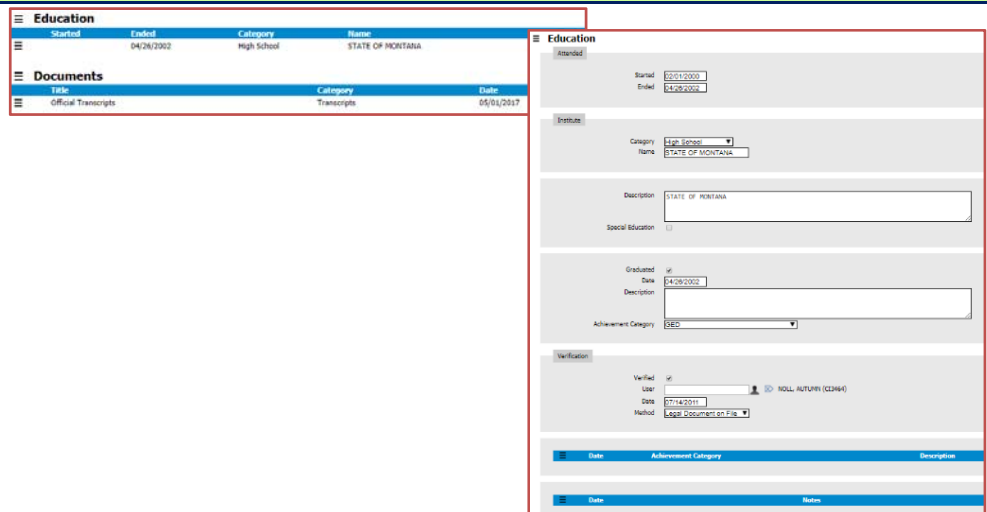 Education
Started Ended Category Name
04/26/2002 High School STATE OF MONTANA
Documents
Title Category Date
Official Transcripts Transcripts 05/01/2017
Education
Attended
Started 02/01/2000
Ended 04/26/2002
Institute
Category High School
Name STATE OF MONTANA
Description STATE OF MONTANA
Special Education
Graduated
Date 04/26/2002
Description
Achievement Category GED
Verification
Verified
User NOLL, AUTUMN (CI3464)
Date 07/14/2011
Method Legal Document on File
Date Achievement Category Description
Date Notes